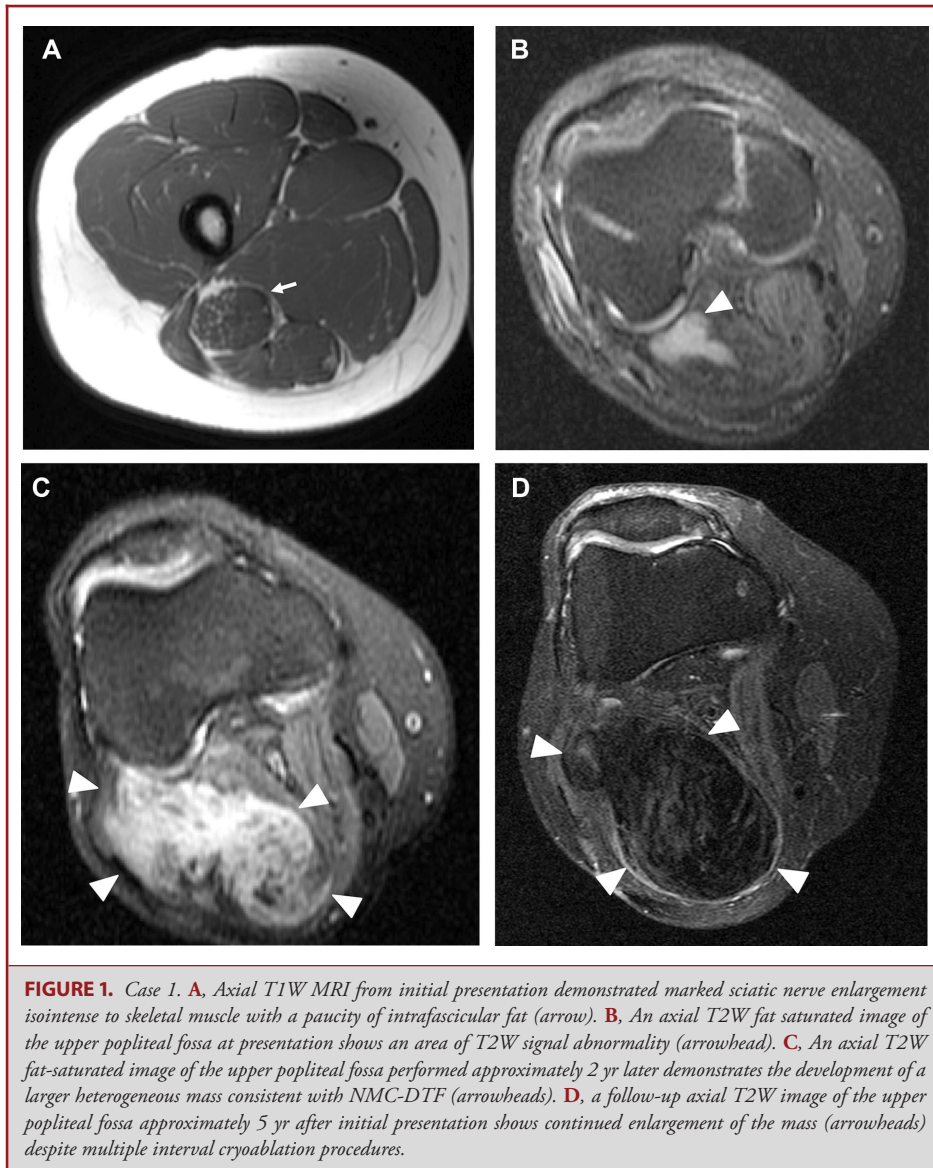 A
B
C
D
FIGURE 1. Case 1. A, Axial T1W MRI from initial presentation demonstrated marked sciatic nerve enlargement
isointense to skeletal muscle with a paucity of intrafascicular fat (arrow). B, An axial T2W fat saturated image of
the upper popliteal fossa at presentation shows an area of T2W signal abnormality (arrowhead). C, An axial T2W
fat-saturated image of the upper popliteal fossa performed approximately 2 yr later demonstrates the development of a
larger heterogeneous mass consistent with NMC-DTF (arrowheads). D, a follow-up axial T2W image of the upper
popliteal fossa approximately 5 yr after initial presentation shows continued enlargement of the mass (arrowheads)
despite multiple interval cryoablation procedures.